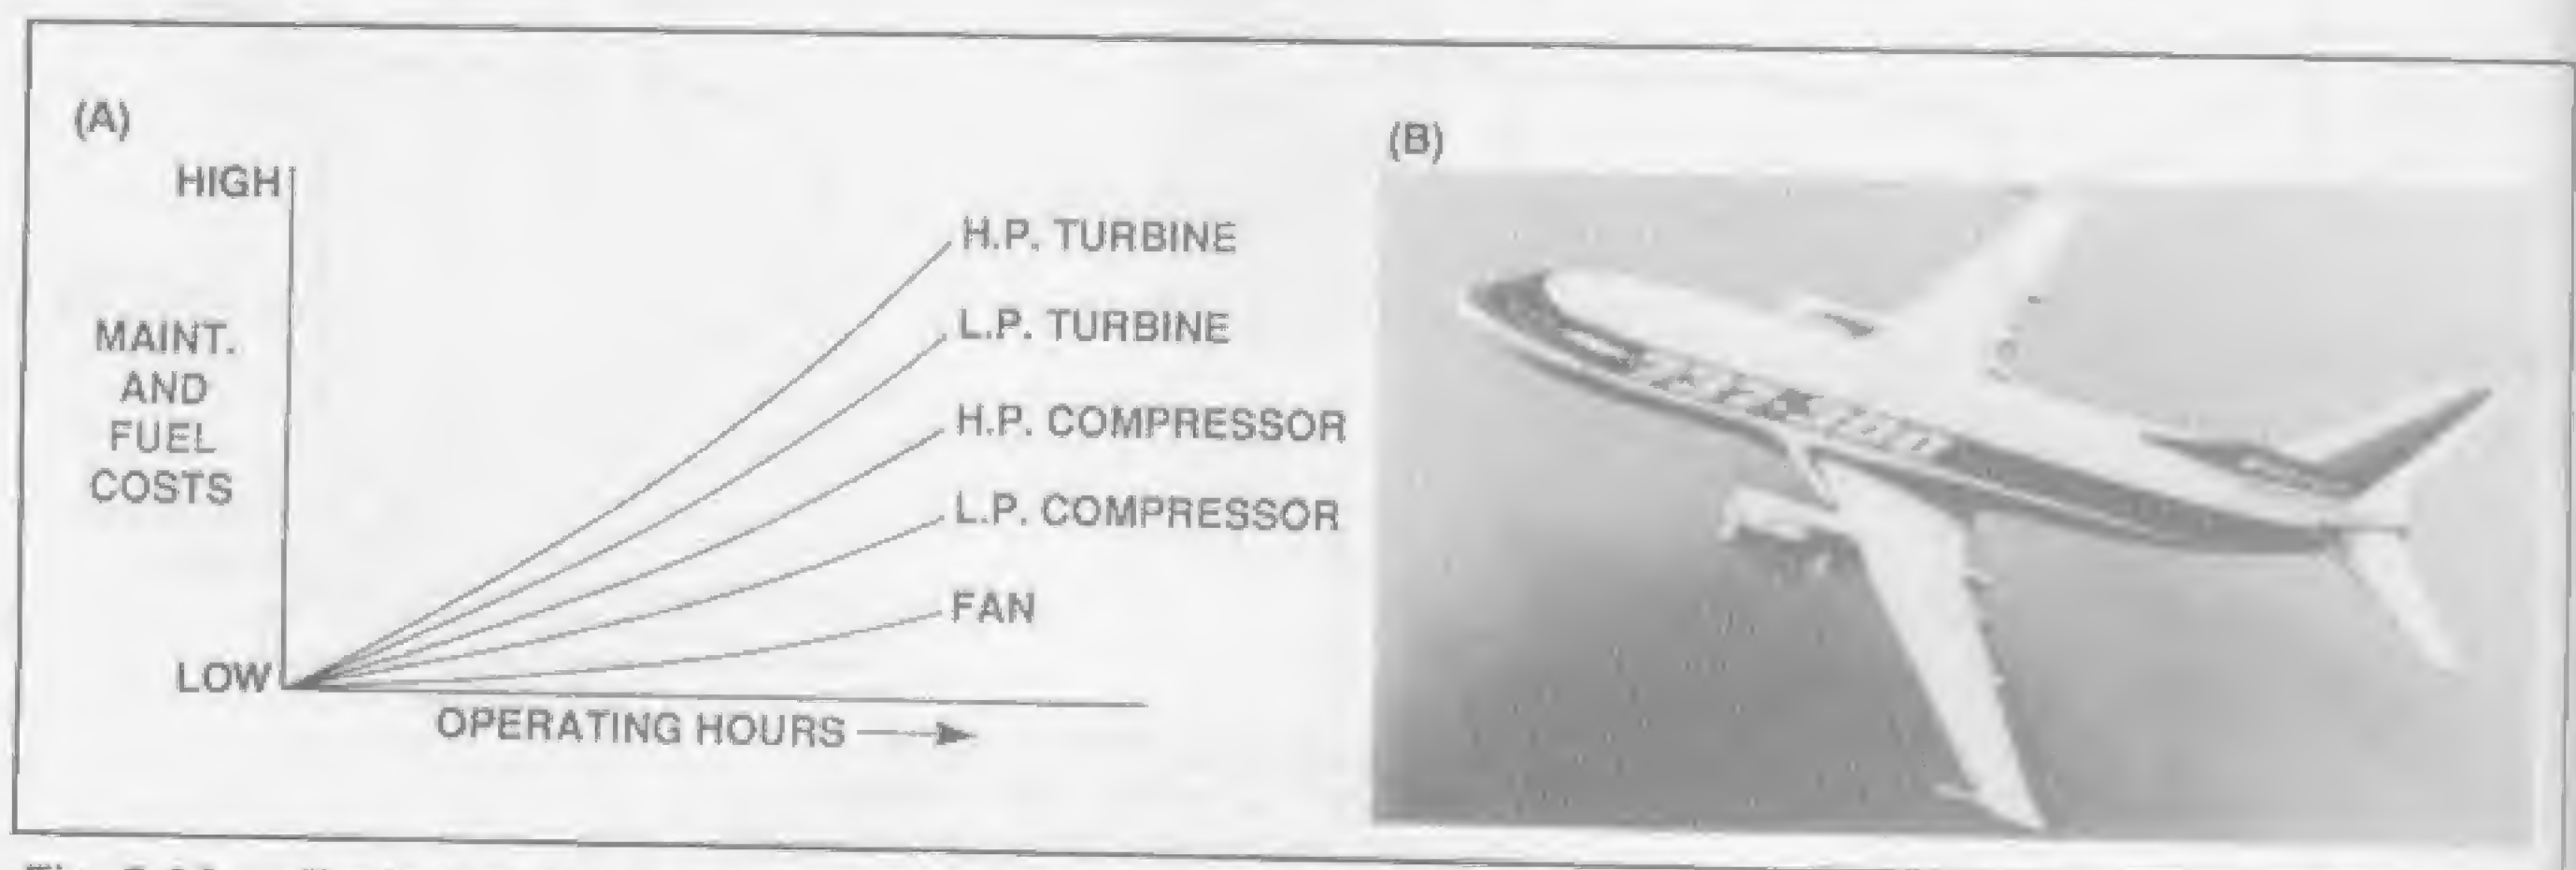 (A)
HIGH
MAINT.
AND
FUEL
COSTS
LOW
H.P. TURBINE
L.P. TURBINE
H.P. COMPRESSOR
L.P. COMPRESSOR
FAN
OPERATING HOURS
(B)